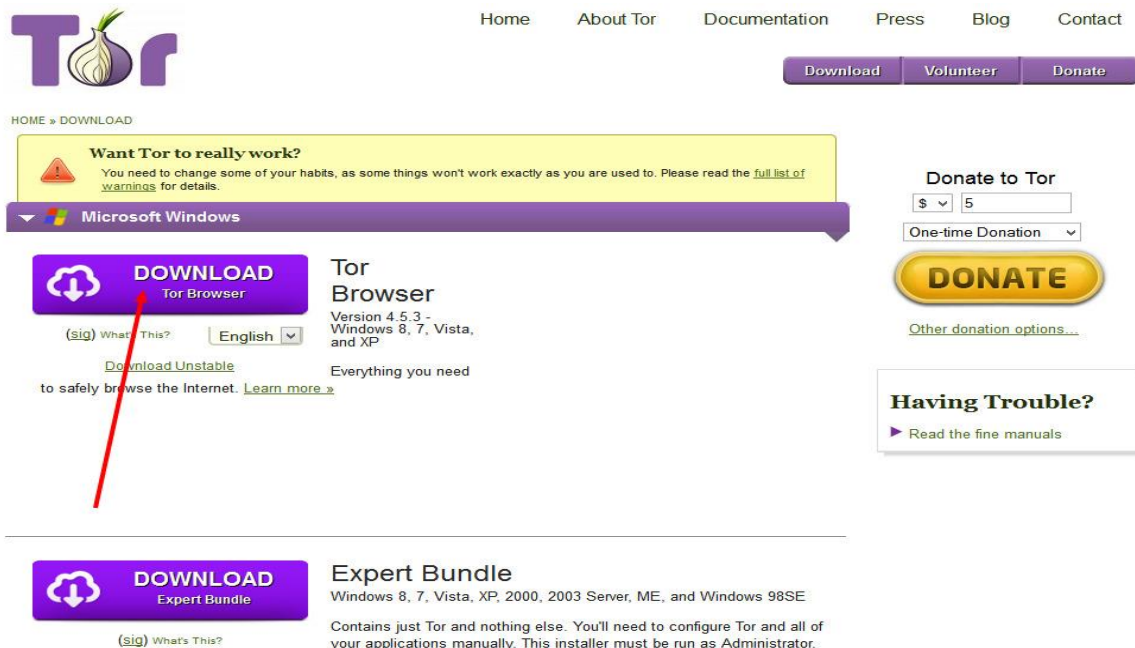 Tor
Home About Tor Documentation Press Blog Contact
Download Volunteer Donate
HOME » DOWNLOAD
Want Tor to really work?
You need to change some of your habits, as some things won't work exactly as you are used to. Please read the full list of
warnings for details.
Microsoft Windows
DOWNLOAD
Tor Browser
(sig) What's This?
English
Download Unstable
Tor
Browser
Version 4.5.3 -
Windows 8, 7, Vista,
and XP
Everything you need
to safely browse the Internet. Learn more »
Donate to Tor
$ 5
One-time Donation
DONATE
Other donation options...
Having Trouble?
Read the fine manuals
DOWNLOAD
Expert Bundle
(sig) What's This?
Expert Bundle
Windows 8, 7, Vista, XP, 2000, 2003 Server, ME, and Windows 98SE
Contains just Tor and nothing else. You'll need to configure Tor and all of
your applications manually. This installer must be run as Administrator.